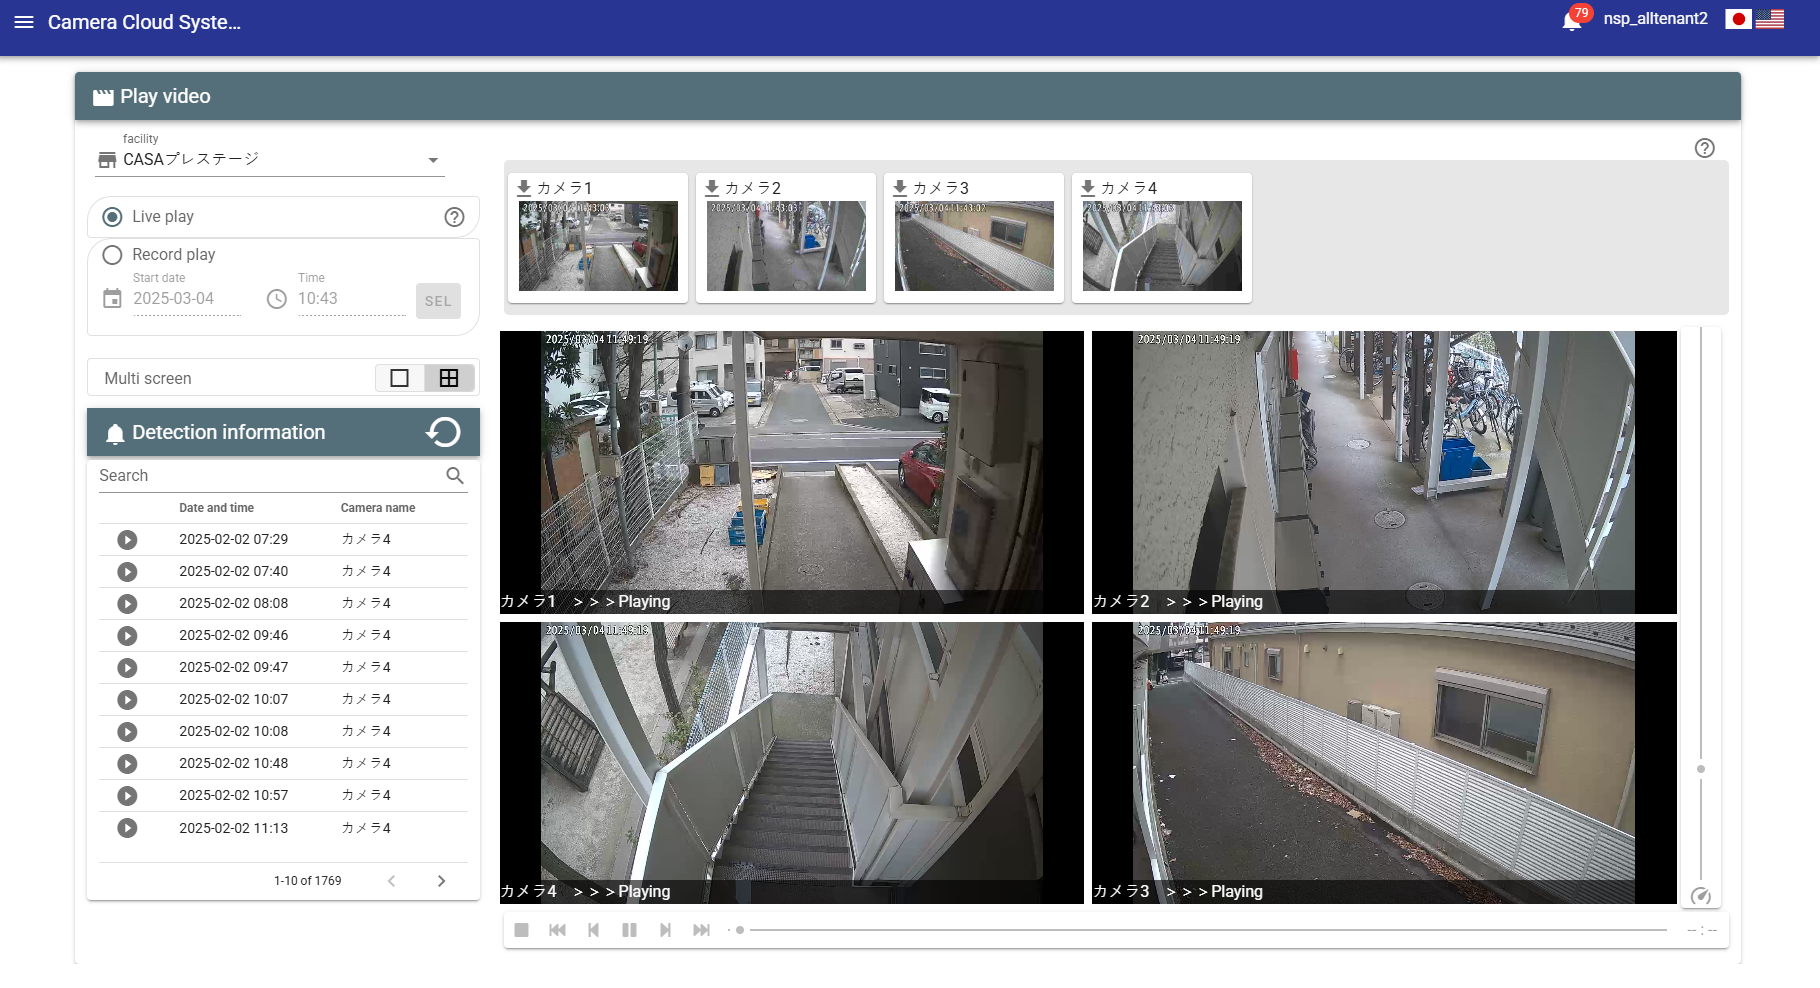 Camera Cloud Syste...
79
nsp_alltenant2
Play video
facility
CASAプレステージ
Live play
Record play
Start date
Time
2025-03-04
10:43
SEL
Multi screen
Detection information
Search
Date and time Camera name
2025-02-02 07:29 カメラ4
2025-02-02 07:40 カメラ4
2025-02-02 08:08 カメラ4
2025-02-02 09:46 カメラ4
2025-02-02 09:47 カメラ4
2025-02-02 10:07 カメラ4
2025-02-02 10:08 カメラ4
2025-02-02 10:48 カメラ4
2025-02-02 10:57 カメラ4
2025-02-02 11:13 カメラ4
1-10 of 1769
カメラ1
2025/03/04 11:43:03
カメラ2
2025/03/04 11:43:03
カメラ3
2025/03/04 11:43:02
カメラ4
2025/03/04 11:43:03
2025/03/04 11:49:19
カメラ1 > > > Playing
2025/03/04 11:49:19
カメラ2 > > > Playing
2025/03/04 11:49:19
カメラ4 > > > Playing
2025/03/04 11:49:19
カメラ3 > > > Playing
-- : --